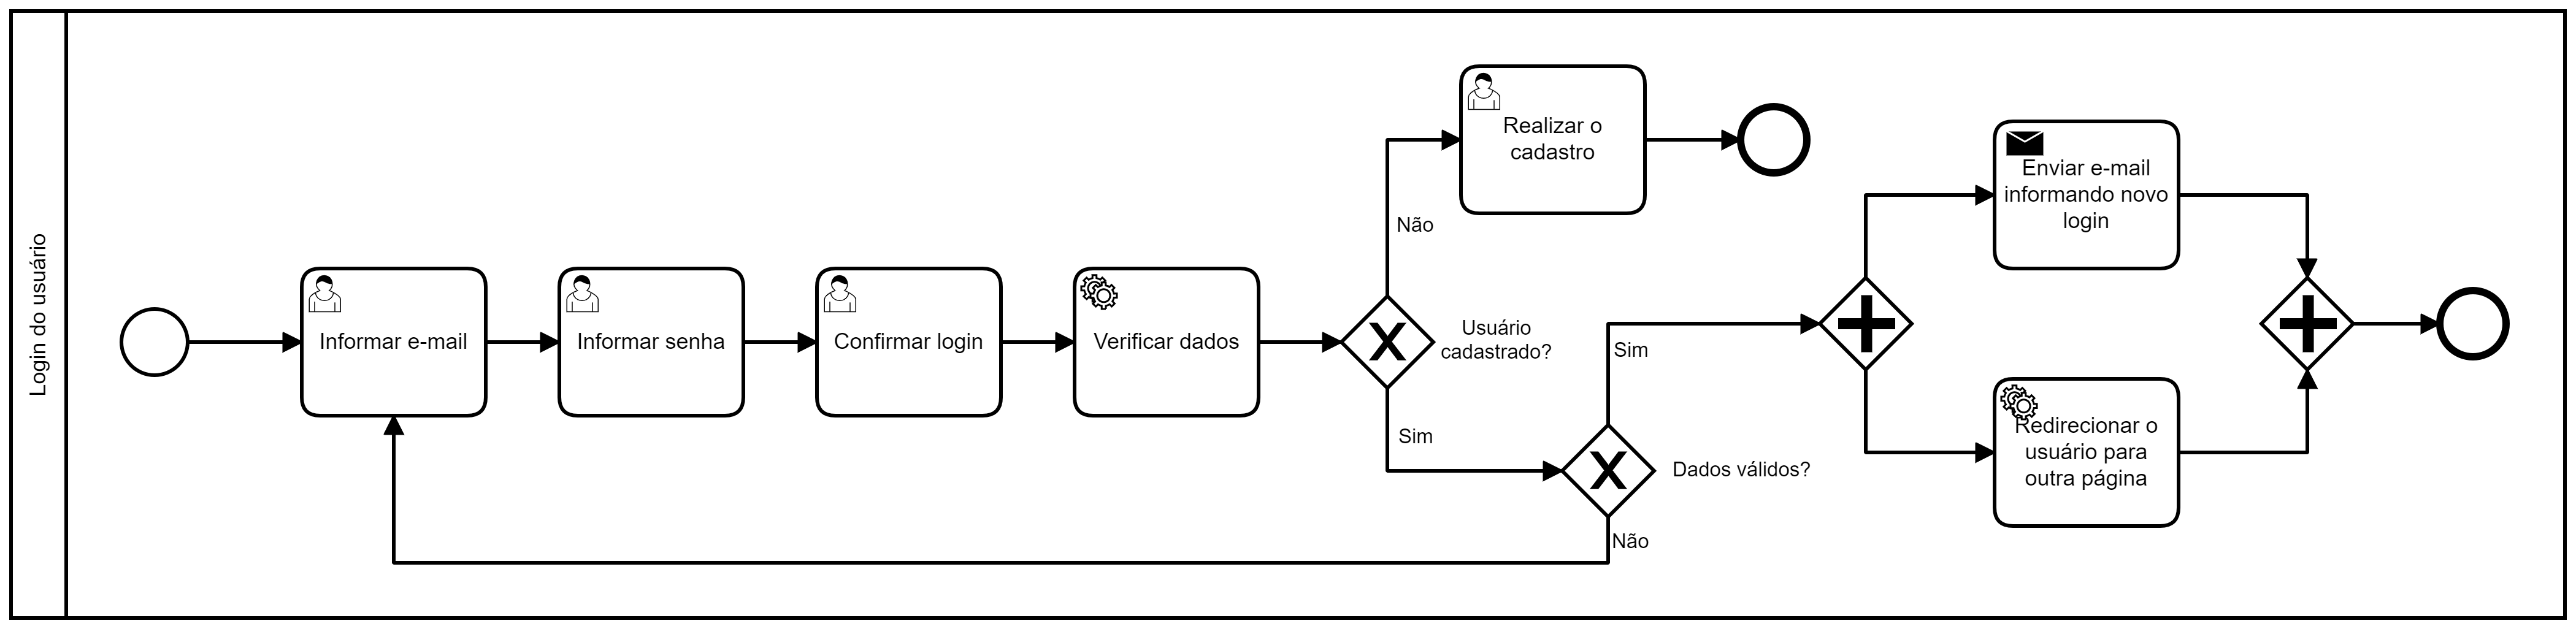 Login do usuário
Informar e-mail
Informar senha
Confirmar login
Verificar dados
Usuário
cadastrado?
Não
Realizar o
cadastro
Sim
Dados válidos?
Não
Sim
Enviar e-mail
informando novo
login
Redirecionar o
usuário para
outra página